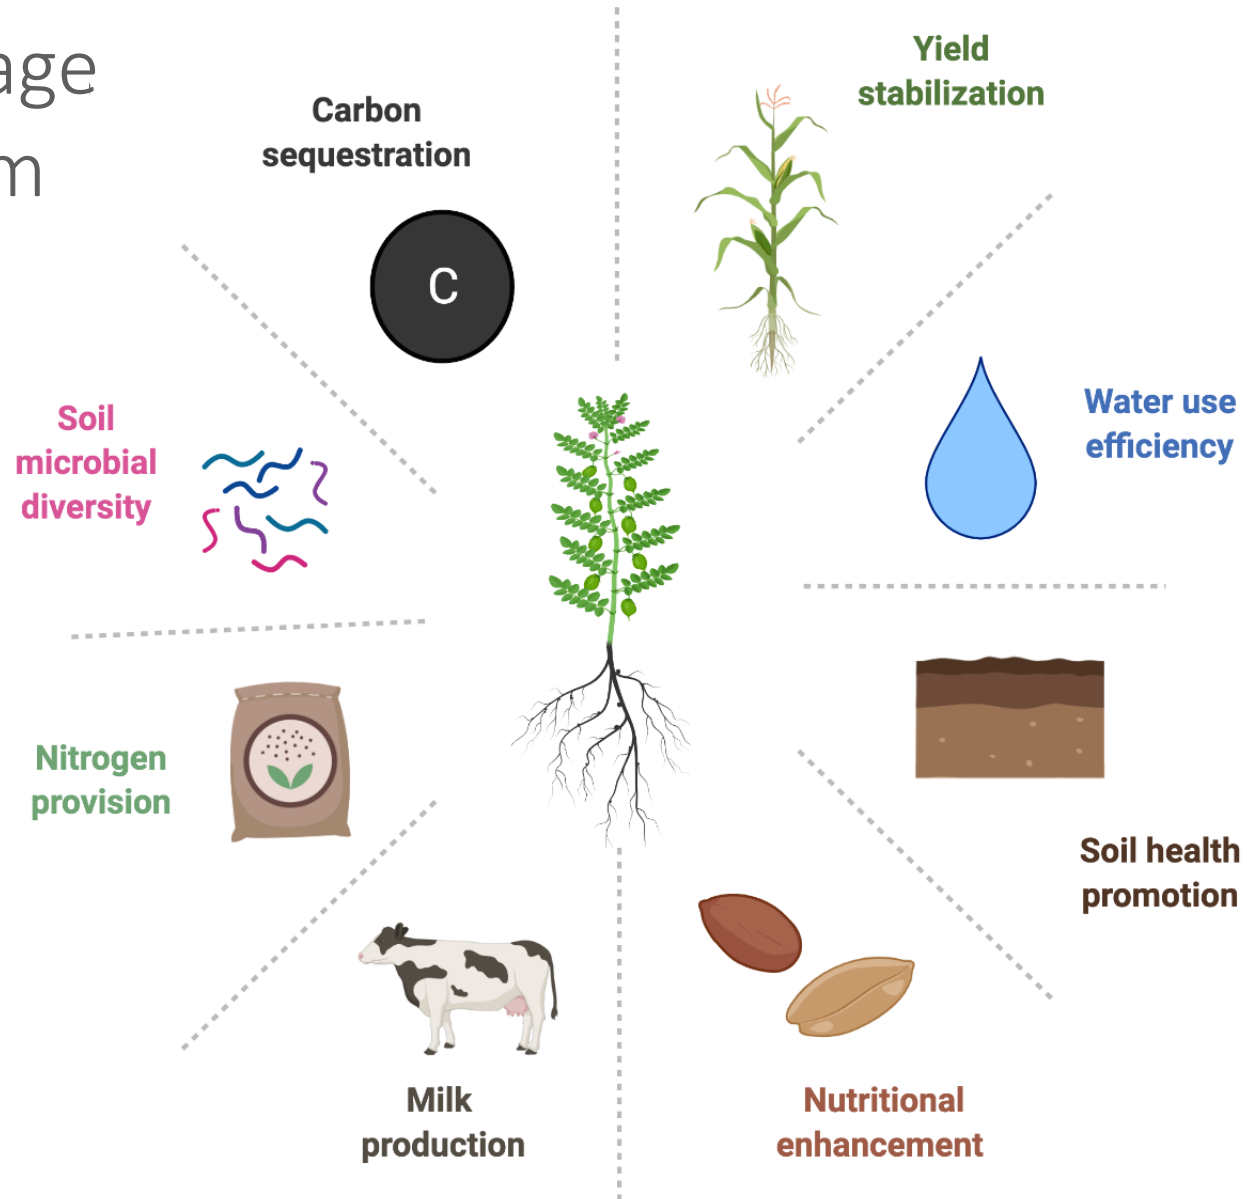 age
m
Carbon
sequestration
C
Yield
stabilization
Water use
efficiency
Soil health
promotion
Nutritional
enhancement
Milk
production
Nitrogen
provision
Soil
microbial
diversity